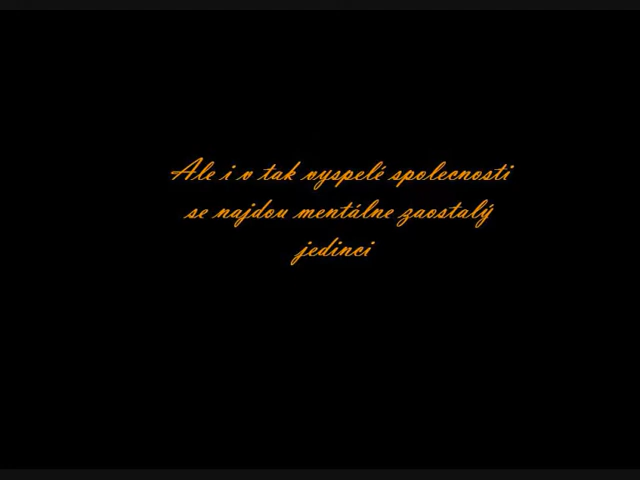 Ale i v tak vyspelé spolecnosti
se najdou mentálne zaostalý
jedinci